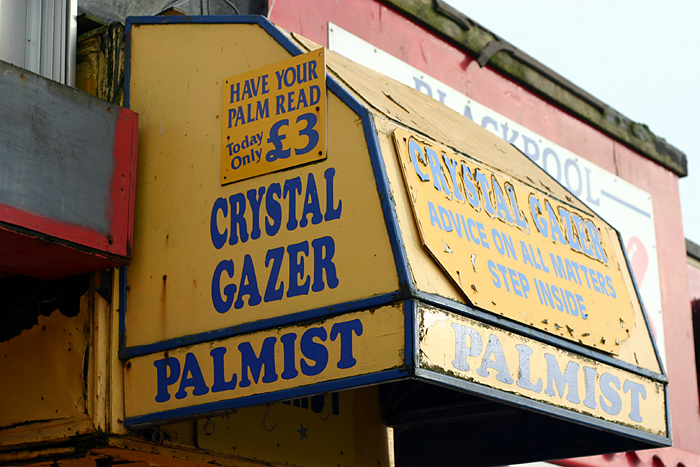 HAVE YOUR
PALM READ
Today
Only £3
CRYSTAL
GAZER
PALMIST
BLACKPOOL
CRYSTAL GAZER
ADVICE ON ALL MATTERS
STEP INSIDE
PALMIST